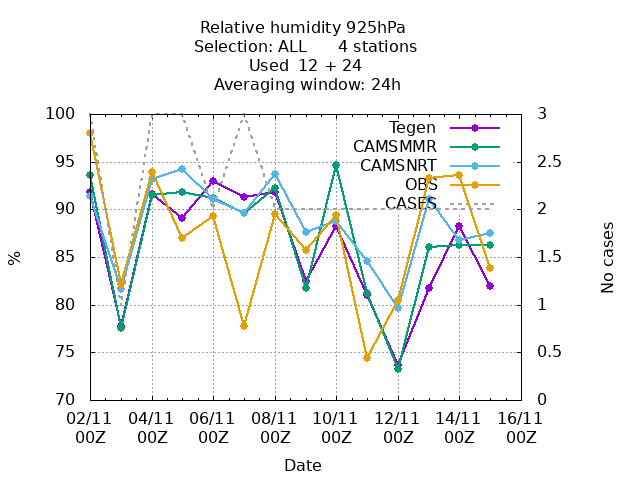 Relative humidity 925hPa
Selection: ALL      4 stations
Used  12 + 24
Averaging window: 24h
100
95
90
85
80
75
70
3
2.5
2
1.5
1
0.5
0
Tegen
CAMSMMR
CAMSNRT
OBS
CASES
%
No cases
02/11 04/11 06/11 08/11 10/11 12/11 14/11 16/11
00Z 00Z 00Z 00Z 00Z 00Z 00Z 00Z
Date